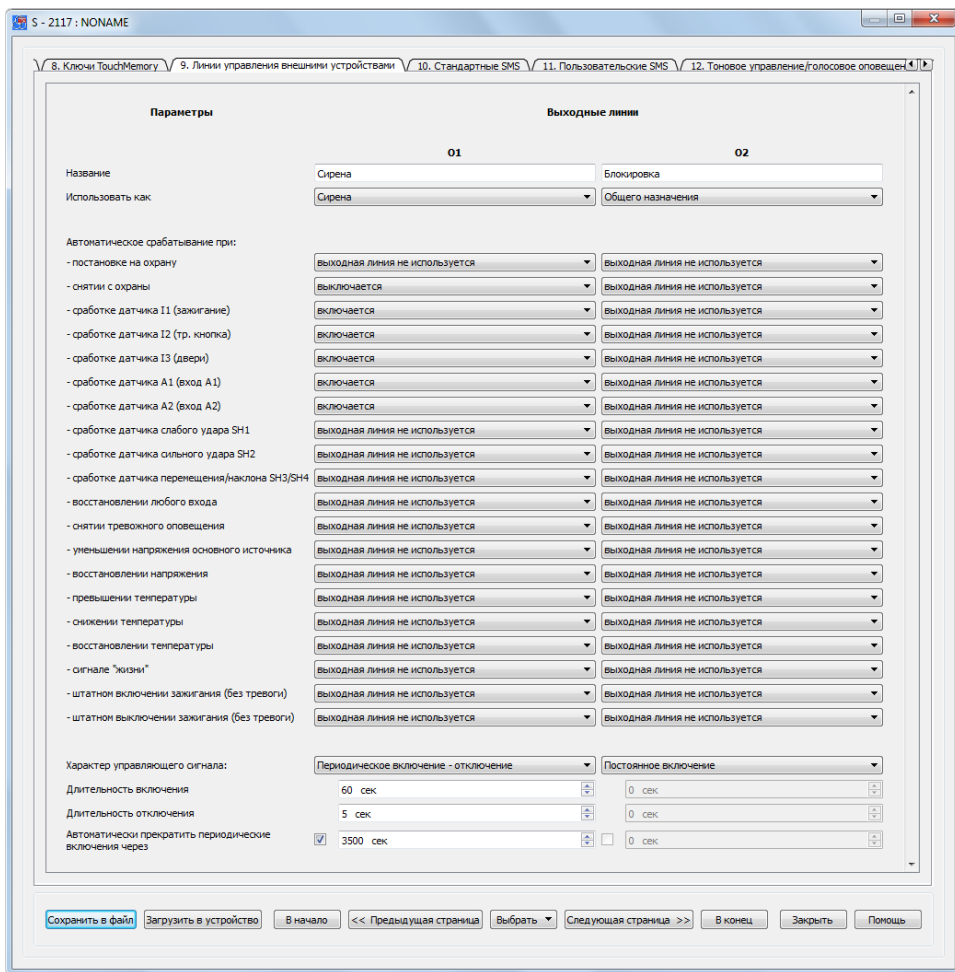 S - 2117 : NONAME
8. Ключи TouchMemory 9. Линии управления внешними устройствами 10. Стандартные SMS 11. Пользовательские SMS 12. Тоновое управление/голосовое оповещен
Параметры Выходные линии
O1 O2
Название Сирена Блокировка
Использовать как Сирена Общего назначения
Автоматическое срабатывание при:
- постановке на охрану выходная линия не используется выходная линия не используется
- снятии с охраны выключается выходная линия не используется
- сработке датчика I1 (зажигание) включается выходная линия не используется
- сработке датчика I2 (тр. кнопка) включается выходная линия не используется
- сработке датчика I3 (двери) включается выходная линия не используется
- сработке датчика A1 (вход A1) включается выходная линия не используется
- сработке датчика A2 (вход A2) включается выходная линия не используется
- сработке датчика слабого удара SH1 выходная линия не используется выходная линия не используется
- сработке датчика сильного удара SH2 выходная линия не используется выходная линия не используется
- сработке датчика перемещения/наклона SH3/SH4 выходная линия не используется выходная линия не используется
- восстановлении любого входа выходная линия не используется выходная линия не используется
- снятии тревожного оповещения выходная линия не используется выходная линия не используется
- уменьшении напряжения основного источника выходная линия не используется выходная линия не используется
- восстановлении напряжения выходная линия не используется выходная линия не используется
- превышении температуры выходная линия не используется выходная линия не используется
- снижении температуры выходная линия не используется выходная линия не используется
- восстановлении температуры выходная линия не используется выходная линия не используется
- сигнале "жизни" выходная линия не используется выходная линия не используется
- штатном включении зажигания (без тревоги) выходная линия не используется выходная линия не используется
- штатном выключении зажигания (без тревоги) выходная линия не используется выходная линия не используется
Характер управляющего сигнала: Периодическое включение - отключение Постоянное включение
Длительность включения 60 сек 0 сек
Длительность отключения 5 сек 0 сек
Автоматически прекратить периодические
включения через 3500 сек 0 сек
Сохранить в файл Загрузить в устройство В начало << Предыдущая страница Выбрать Следующая страница >> В конец Закрыть Помощь